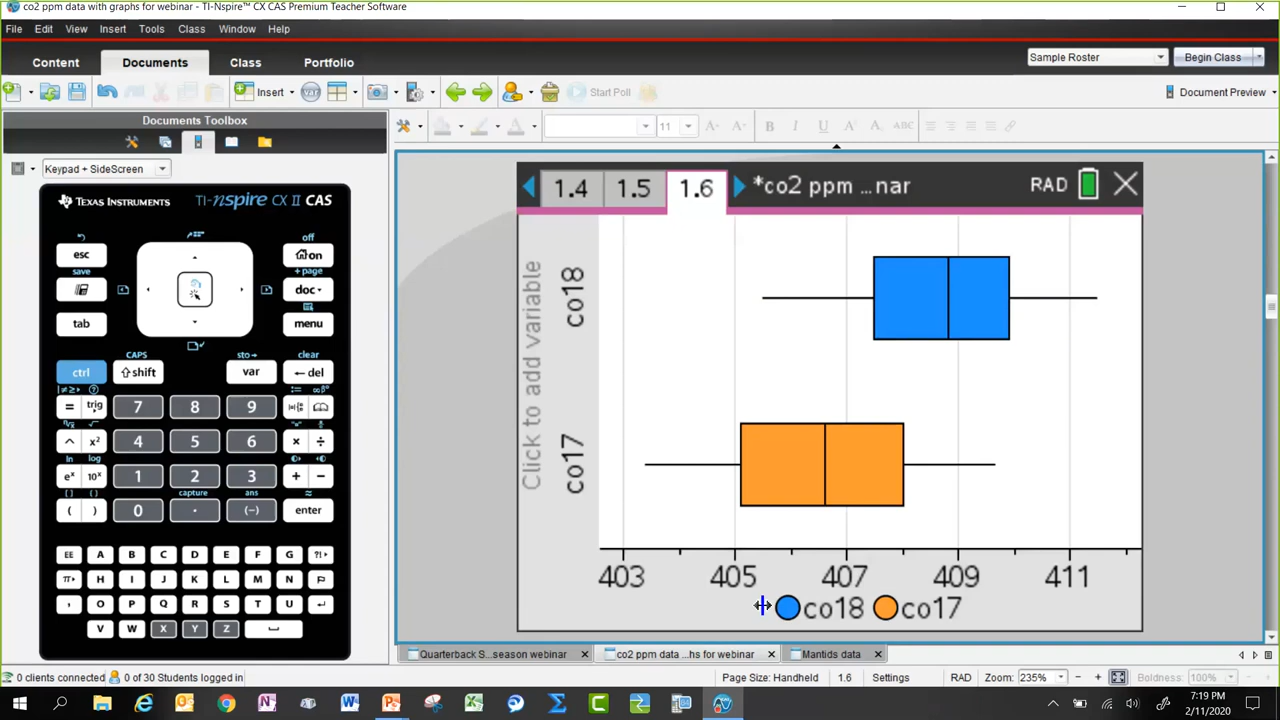 co2 ppm data with graphs for webinar - TI-Nspire™ CX CAS Premium Teacher Software
File Edit View Insert Tools Class Window Help
Content Documents Class Portfolio
Sample Roster Begin Class
Insert VAR Start Poll Document Preview
Documents Toolbox
11 B I U A A ABC
Keypad + SideScreen
TEXAS INSTRUMENTS TI-nspire CX II CAS
1.4 1.5 1.6 *co2 ppm ...nar RAD
off
esc on
save + page
doc
tab menu
CAPS sto→ clear
ctrl shift var ← del
= trig 7 8 9
^ x² 4 5 6 × ÷
ln log
eˣ 10ˣ 1 2 3 + −
capture ans ≈
( ) 0 . (−) enter
EE A B C D E F G ?!
π H I J K L M N
, O P Q R S T U
V W X Y Z
Click to add variable
co18
co17
403 405 407 409 411
co18 co17
Quarterback S...season webinar co2 ppm data ...hs for webinar Mantids data
0 clients connected 0 of 30 Students logged in Page Size: Handheld 1.6 Settings RAD Zoom: 235% Boldness: 100%
7:19 PM
2/11/2020